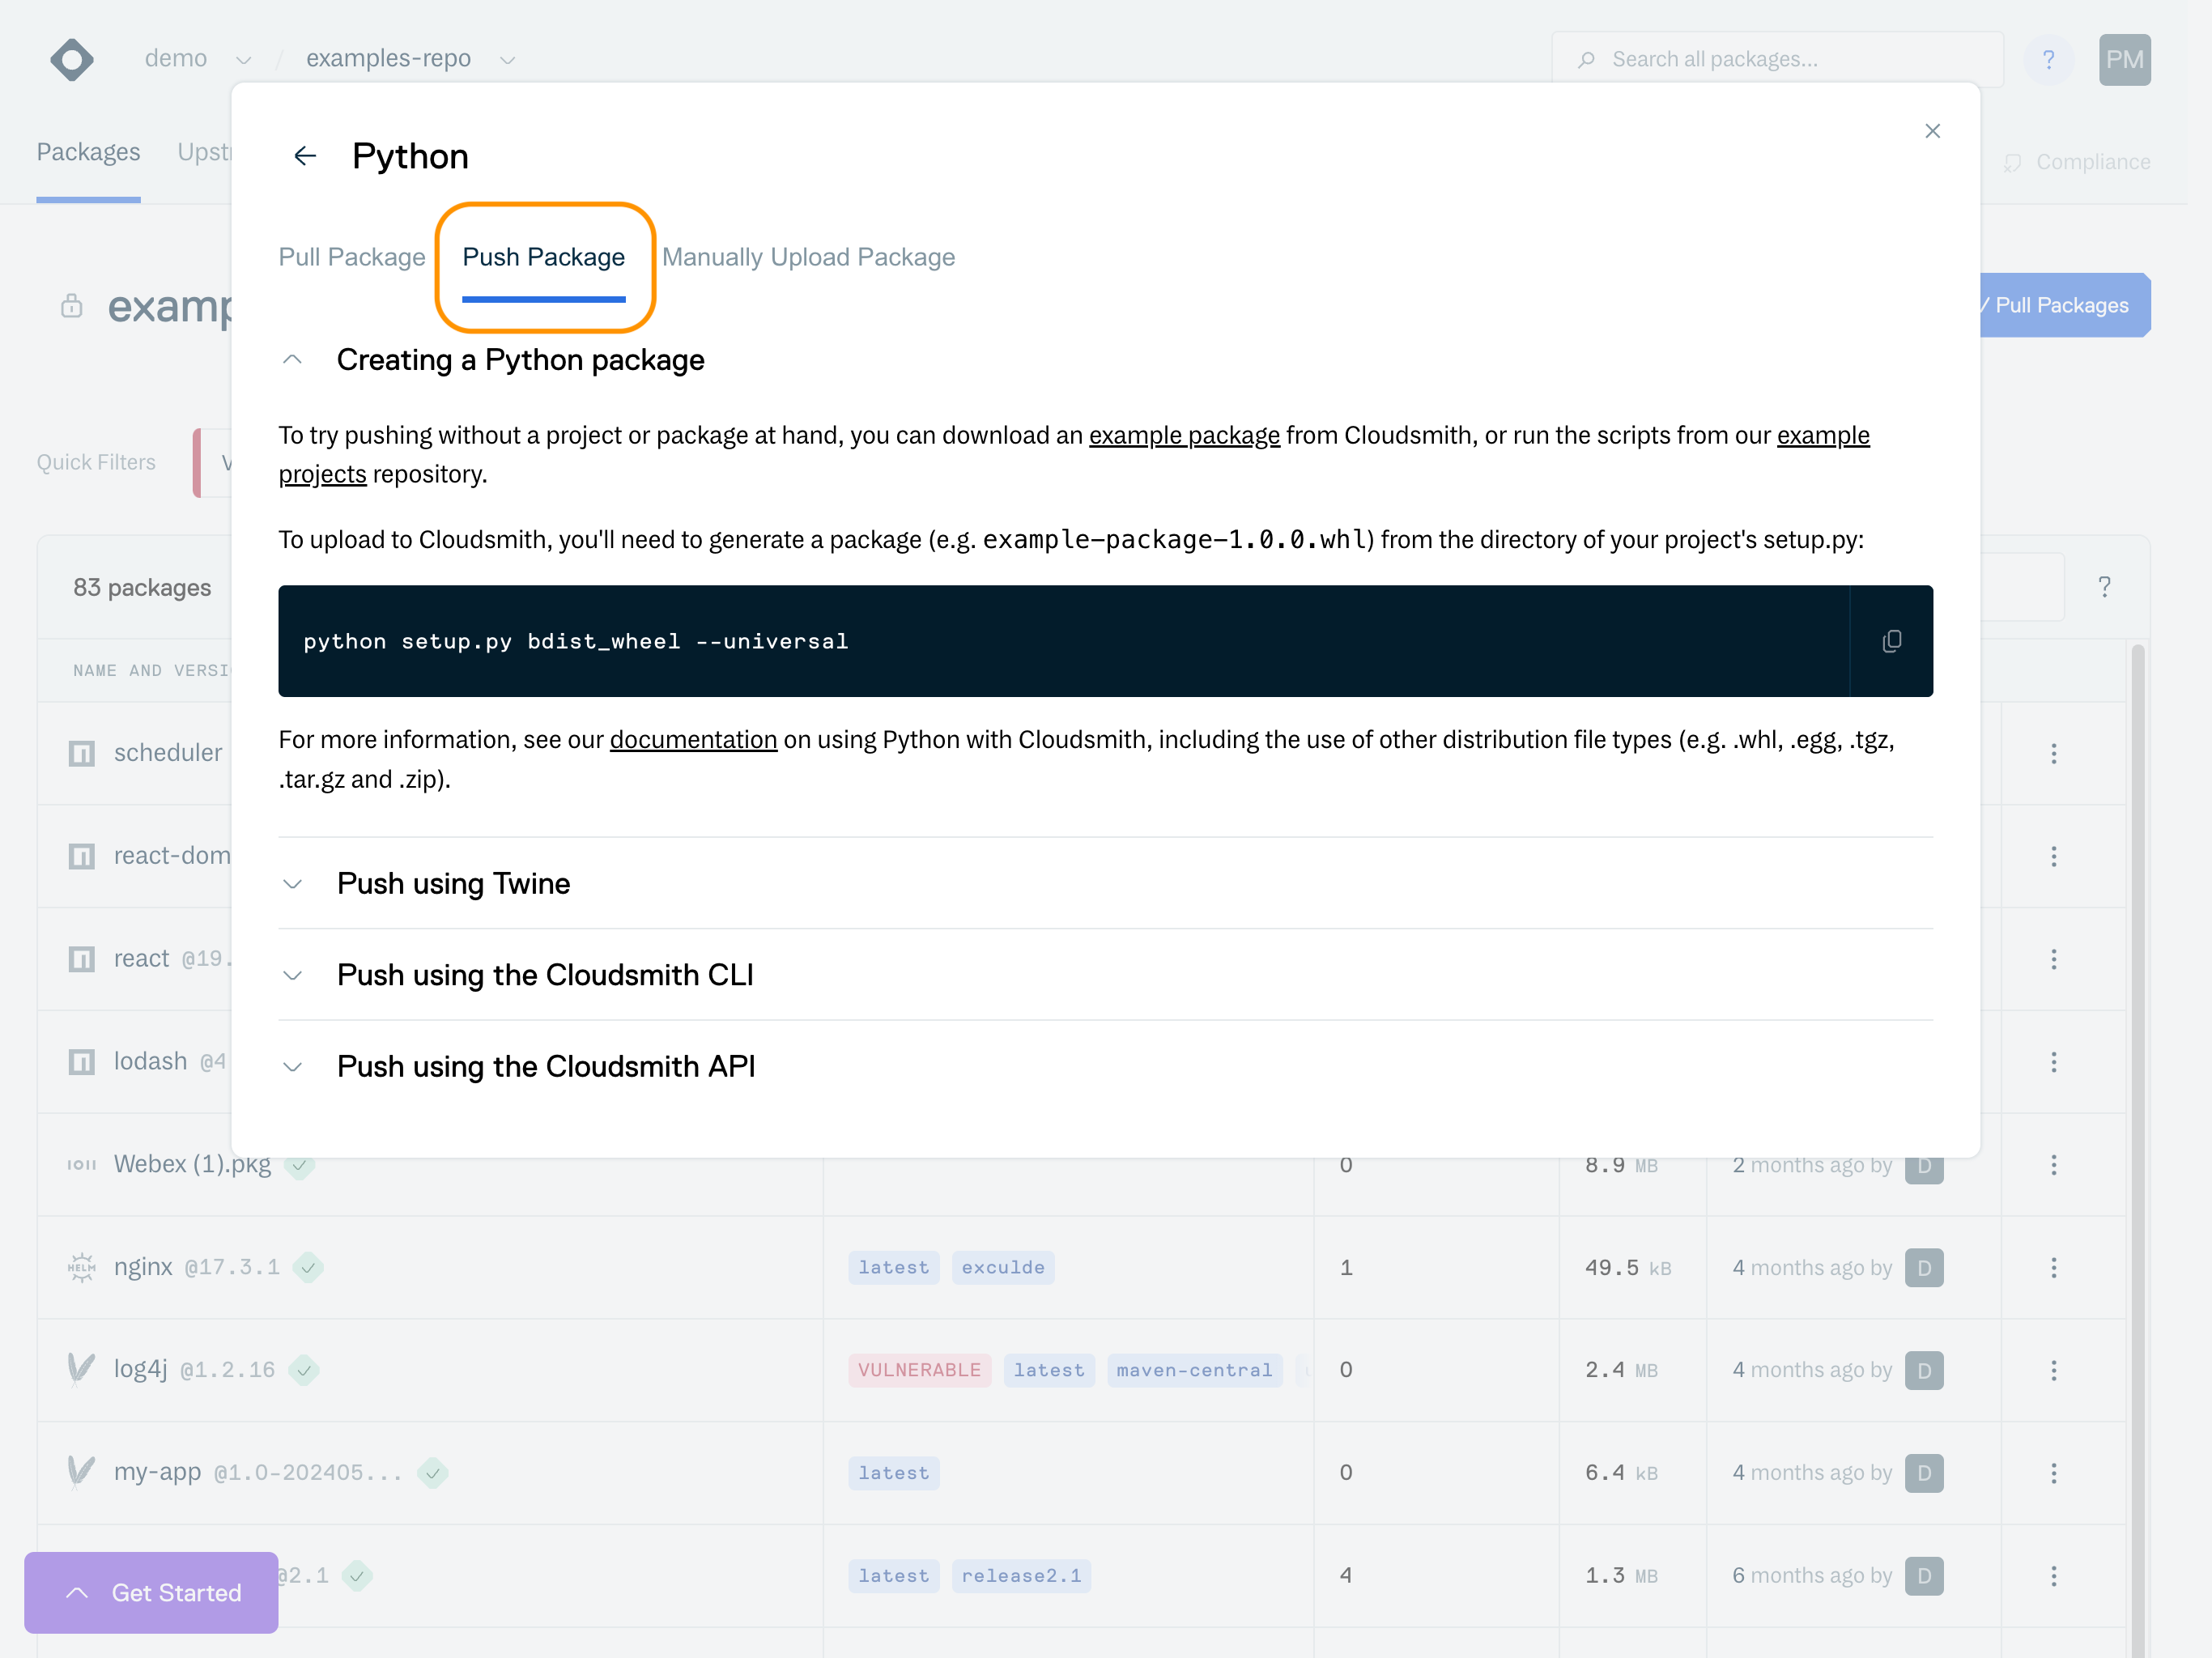 demo / examples-repo
Search all packages...
?
PM
Packages
Compliance
Python
Pull Package
Push Package
Manually Upload Package
Pull Packages
Creating a Python package
To try pushing without a project or package at hand, you can download an example package from Cloudsmith, or run the scripts from our example
projects repository.
Quick Filters
To upload to Cloudsmith, you'll need to generate a package (e.g. example-package-1.0.0.whl) from the directory of your project's setup.py:
83 packages
?
python setup.py bdist_wheel --universal
NAME AND
For more information, see our documentation on using Python with Cloudsmith, including the use of other distribution file types (e.g. .whl, .egg, .tgz,
.tar.gz and .zip).
scheduler
react-dom
Push using Twine
react @19.
Push using the Cloudsmith CLI
lodash @4
Push using the Cloudsmith API
Webex (1).pkg 0 8.9 MB 2 months ago by D
HELM nginx @17.3.1 latest exculde 1 49.5 kB 4 months ago by D
log4j @1.2.16 VULNERABLE latest maven-central 0 2.4 MB 4 months ago by D
my-app @1.0-202405... latest 0 6.4 kB 4 months ago by D
@2.1 latest release2.1 4 1.3 MB 6 months ago by D
Get Started